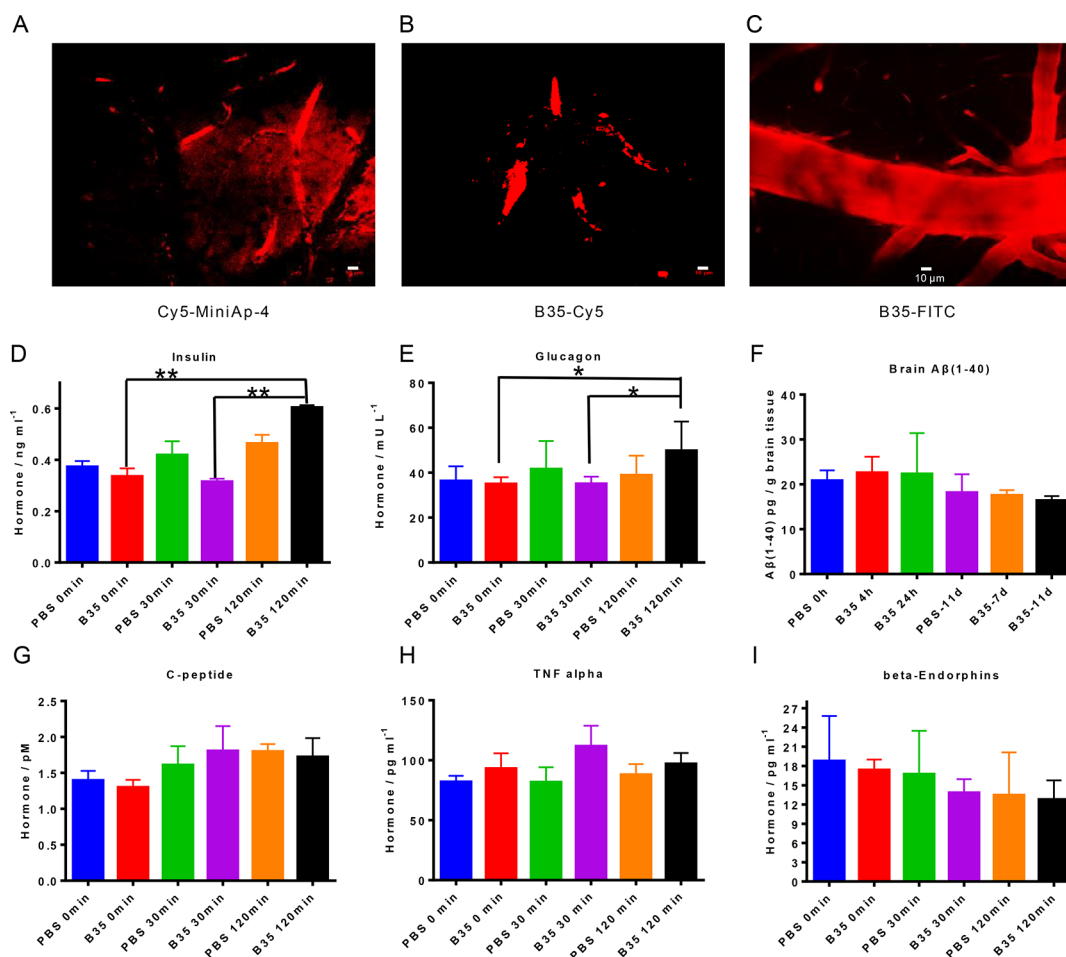 A
B
C
10 µm
Cy5-MiniAp-4
B35-Cy5
B35-FITC
D
Insulin
Hormone / ng ml⁻¹
0.6
0.4
0.2
0.0
**
**
PBS 0min
B35 0min
PBS 30min
B35 30min
PBS 120min
B35 120min
E
Glucagon
Hormone / mU L⁻¹
80
60
40
20
0
*
*
PBS 0min
B35 0min
PBS 30min
B35 30min
PBS 120min
B35 120min
F
Brain Aβ(1-40)
Aβ(1-40) pg / g brain tissue
40
30
20
10
0
PBS 0h
B35 4h
B35 24h
PBS-11d
B35-7d
B35-11d
G
C-peptide
Hormone / pM
2.5
2.0
1.5
1.0
0.5
0.0
PBS 0min
B35 0min
PBS 30min
B35 30min
PBS 120min
B35 120min
H
TNF alpha
Hormone / pg ml⁻¹
150
100
50
0
PBS 0 min
B35 0 min
PBS 30 min
B35 30 min
PBS 120 min
B35 120 min
I
beta-Endorphins
Hormone / pg ml⁻¹
27
24
21
18
15
12
9
6
3
0
PBS 0min
B35 0min
PBS 30min
B35 30min
PBS 120min
B35 120min